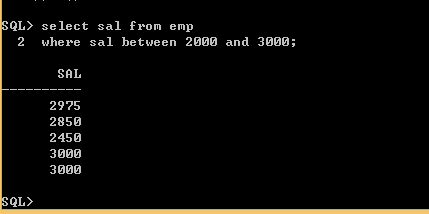 SQL> select sal from emp
  2  where sal between 2000 and 3000;
       SAL
----------
      2975
      2850
      2450
      3000
      3000
SQL>